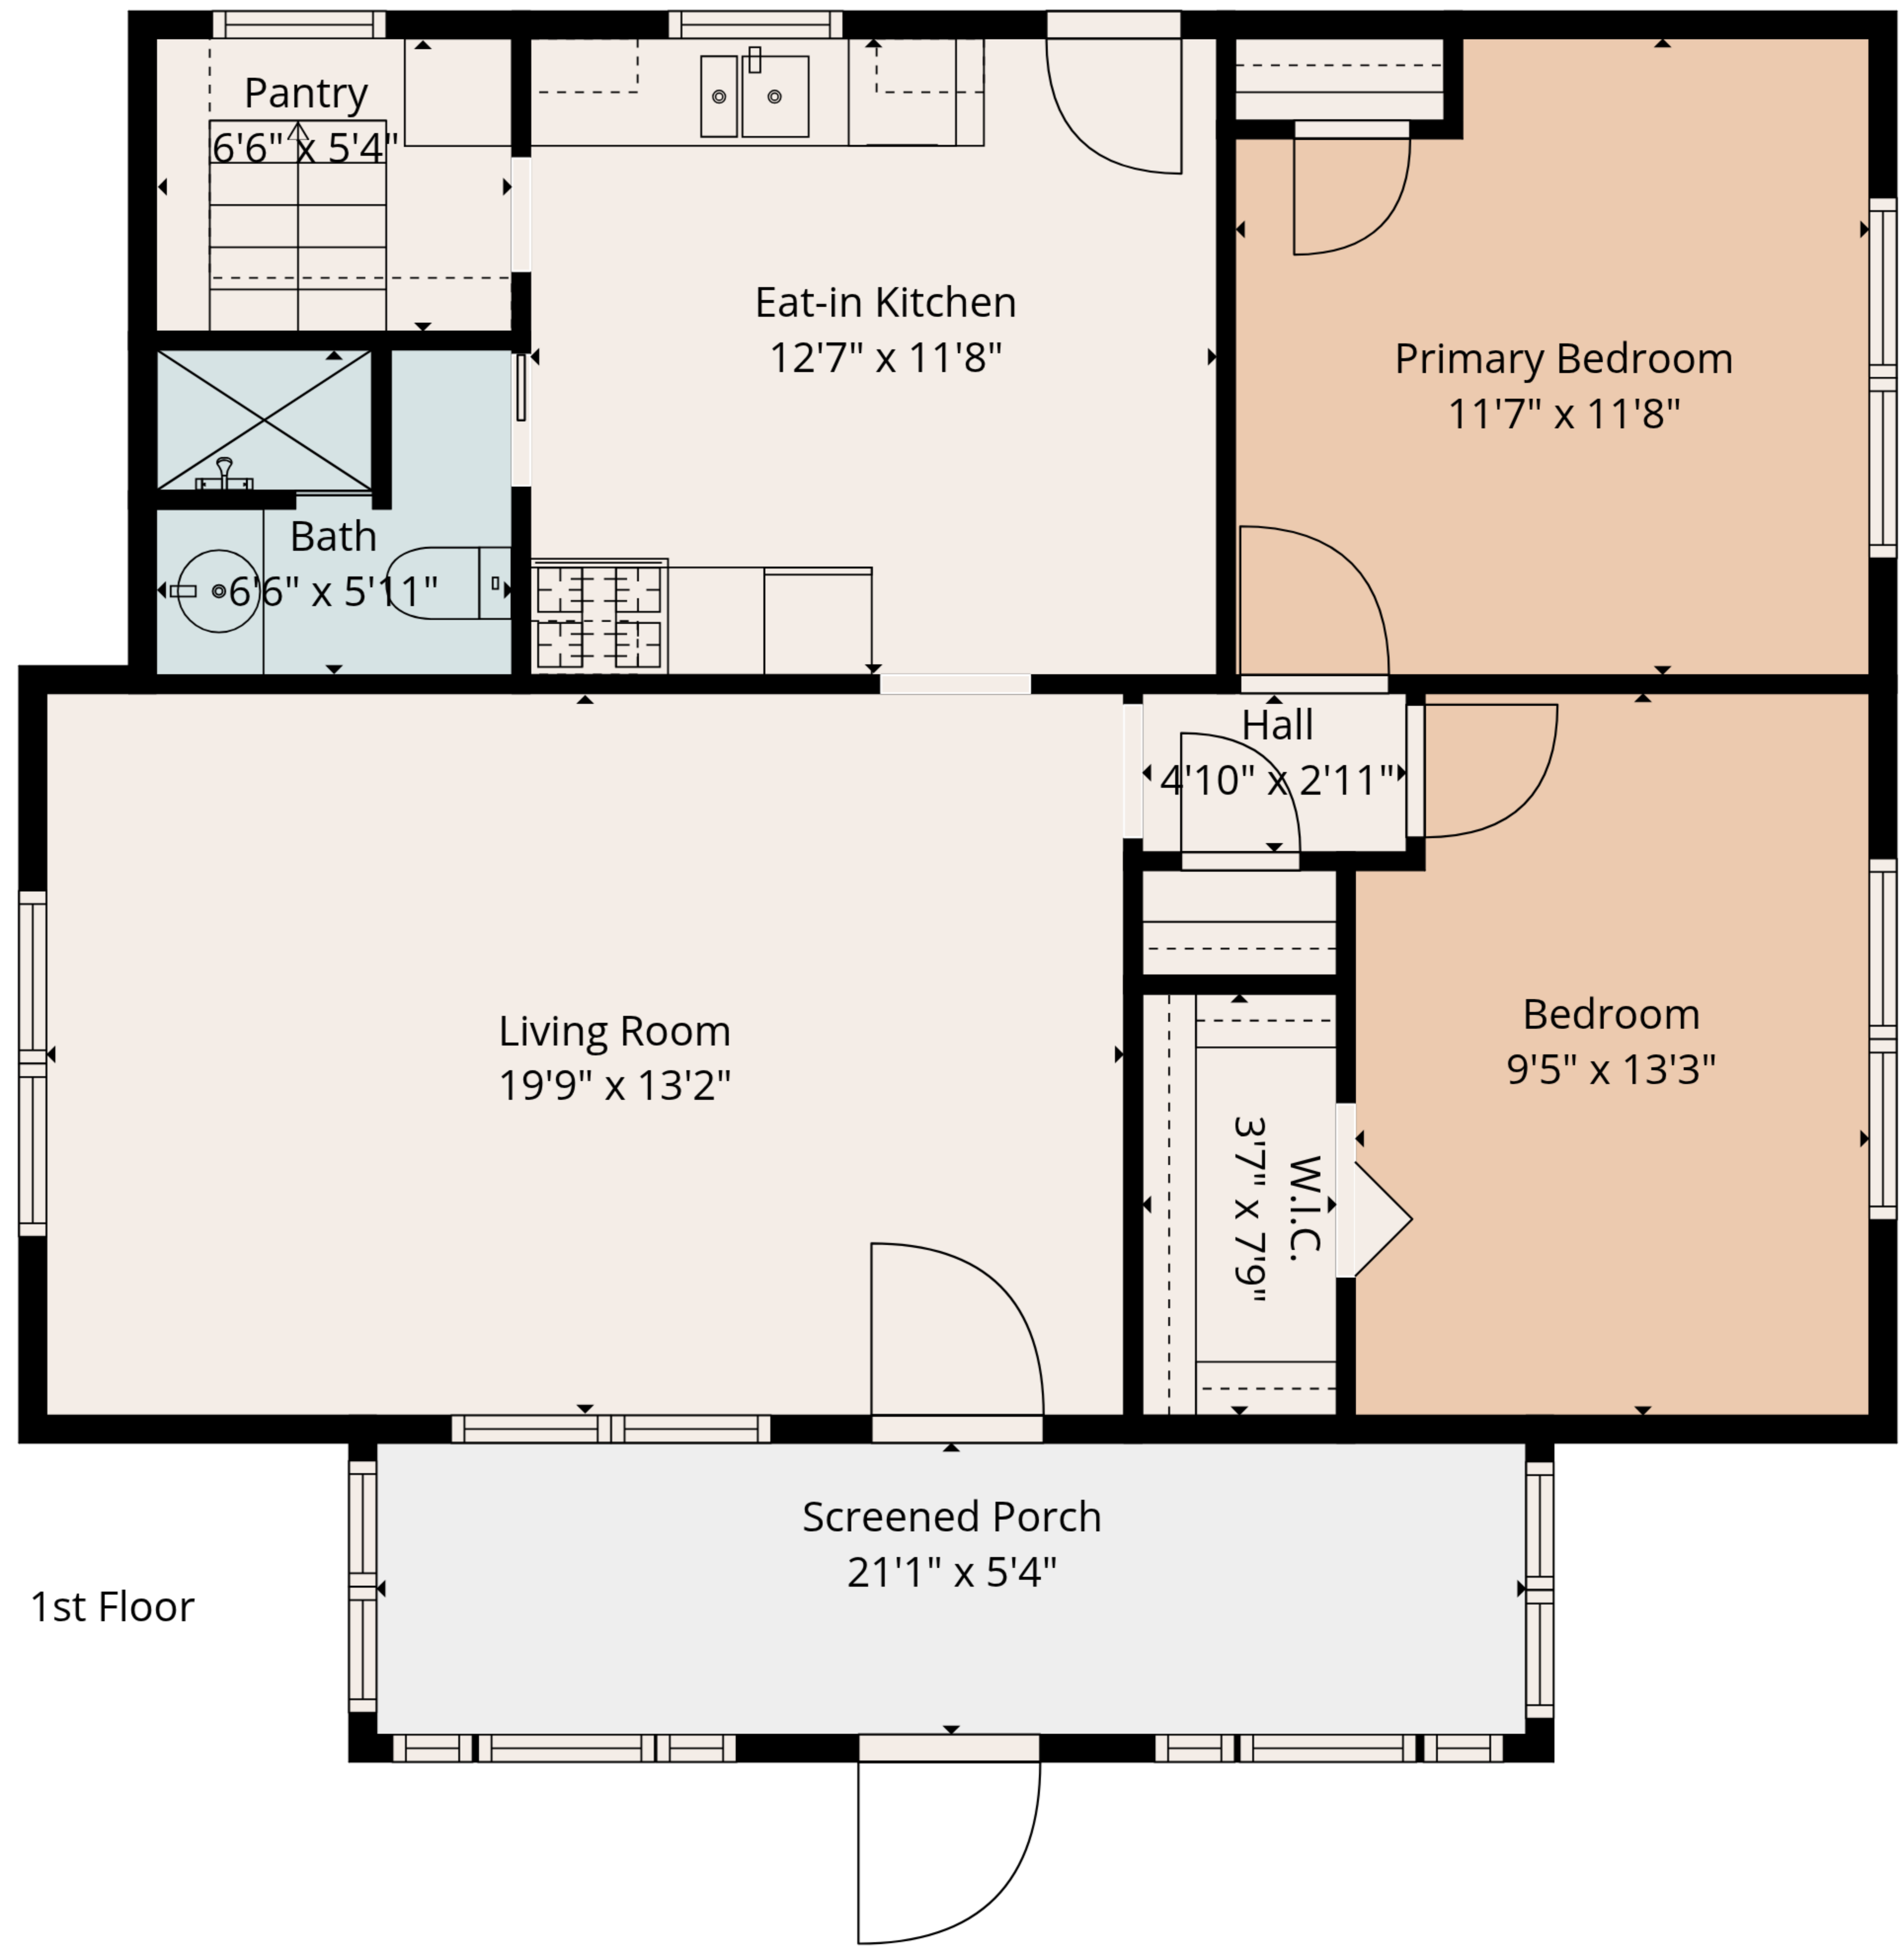 Pantry
6'6" x 5'4"
Eat-in Kitchen
12'7" x 11'8"
Primary Bedroom
11'7" x 11'8"
Bath
6'6" x 5'11"
Hall
4'10" x 2'11"
Living Room
19'9" x 13'2"
Bedroom
9'5" x 13'3"
W.I.C.
3'7" x 7'9"
Screened Porch
21'1" x 5'4"
1st Floor